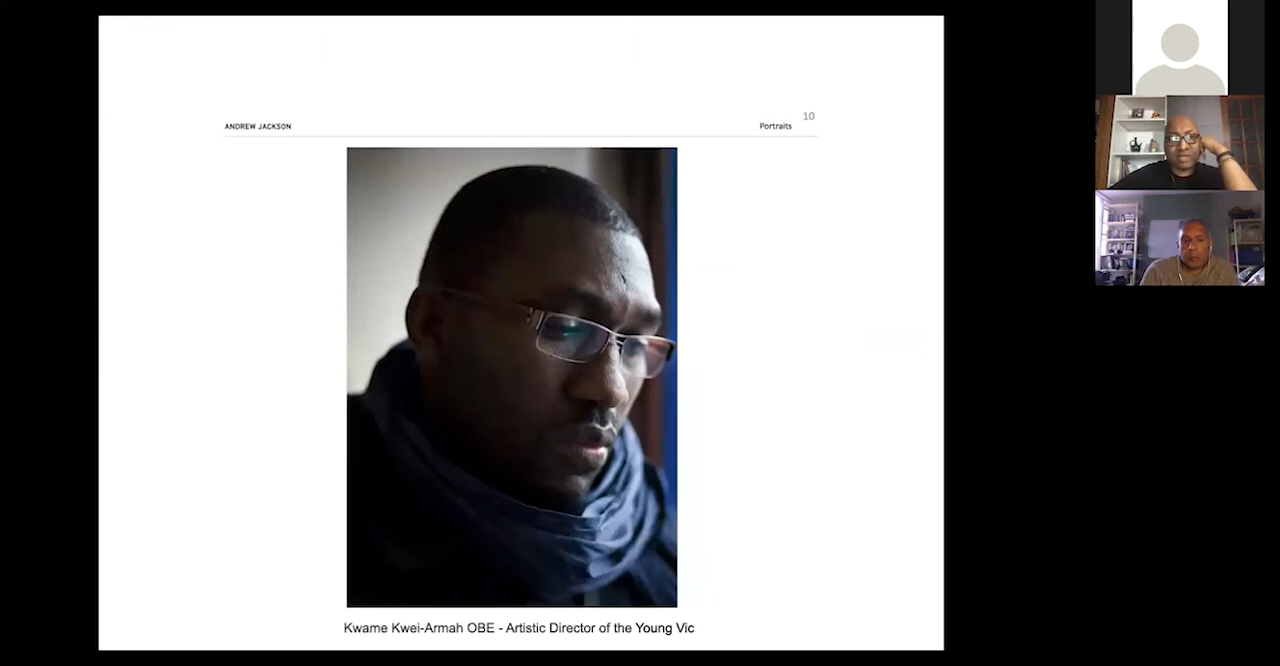 ANDREW JACKSON
Portraits
10
Kwame Kwei-Armah OBE - Artistic Director of the Young Vic